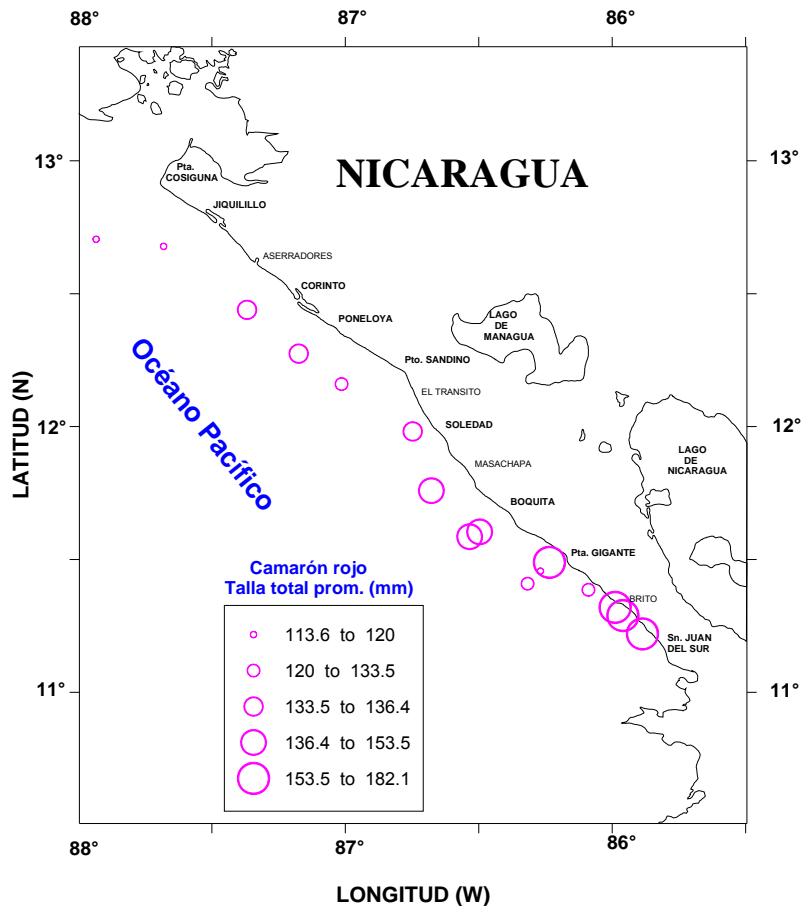 88°
87°
86°
13°
13°
NICARAGUA
Pta.
COSIGUNA
JIQUILILLO
ASERRADORES
CORINTO
PONELOYA
LAGO
DE
MANAGUA
Pto. SANDINO
EL TRANSITO
Océano Pacífico
LATITUD (N)
12°
12°
SOLEDAD
MASACHAPA
LAGO
DE
NICARAGUA
BOQUITA
Pta. GIGANTE
BRITO
Sn. JUAN
DEL SUR
Camarón rojo
Talla total prom. (mm)
113.6 to 120
120 to 133.5
133.5 to 136.4
136.4 to 153.5
153.5 to 182.1
11°
11°
88°
87°
86°
LONGITUD (W)